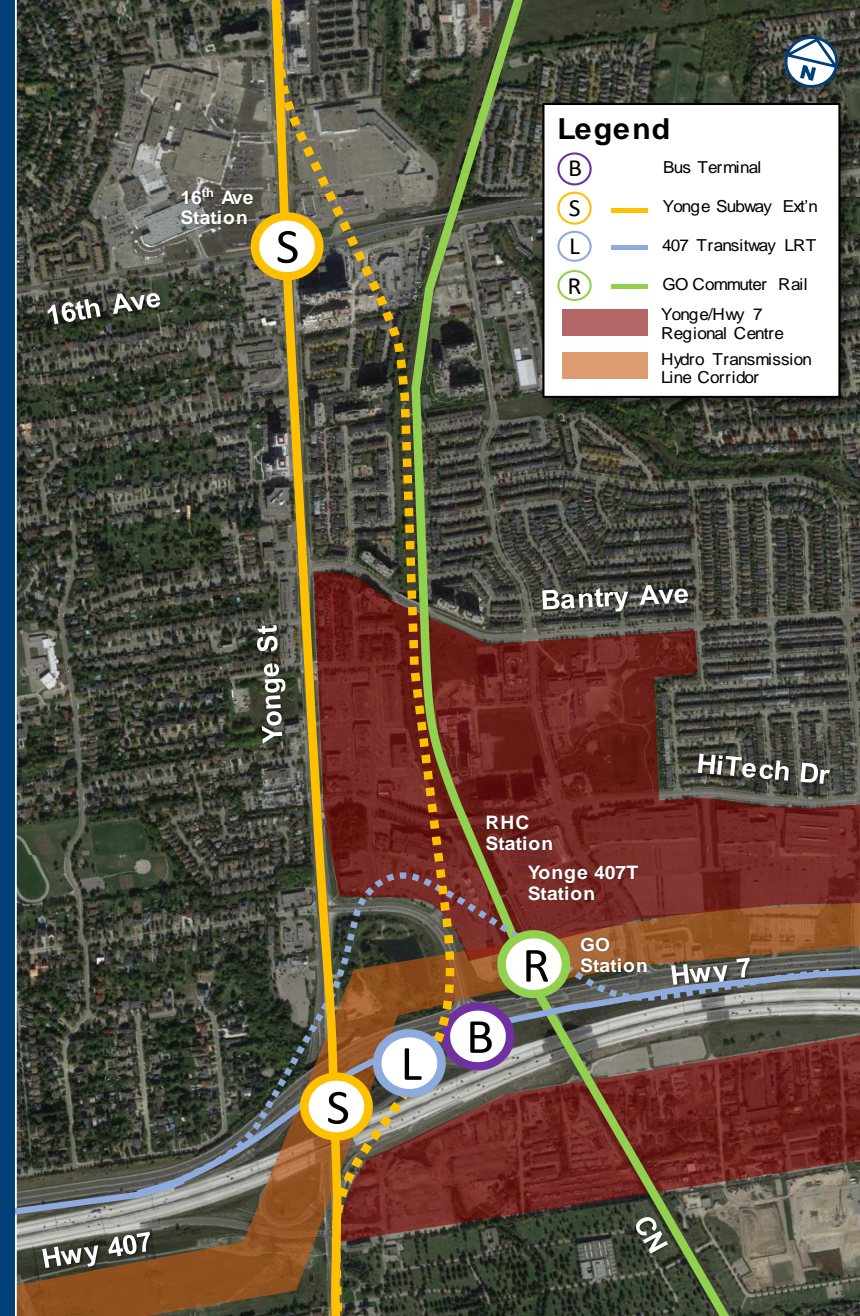 N
Legend
B Bus Terminal
S Yonge Subway Ext'n
L 407 Transitway LRT
R GO Commuter Rail
Yonge/Hwy 7
Regional Centre
Hydro Transmission
Line Corridor
16th Ave
Station
S
16th Ave
Bantry Ave
Yonge St
HiTech Dr
RHC
Station
Yonge 407T
Station
GO
Station
R
Hwy 7
B
L
S
CN
Hwy 407